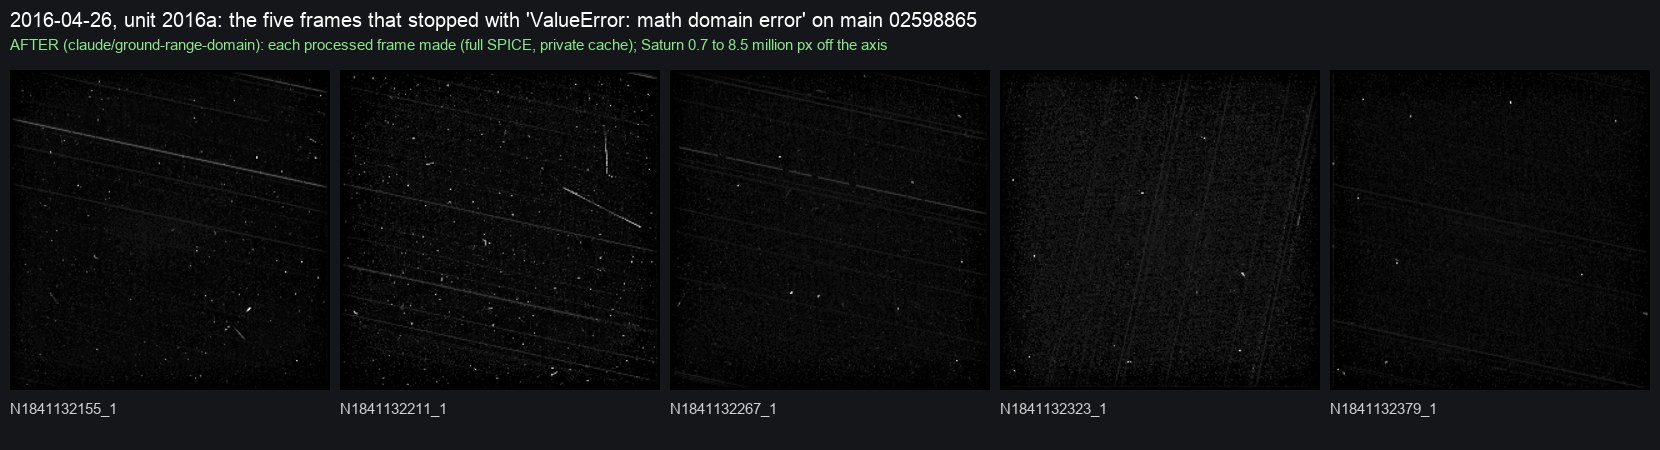 2016-04-26, unit 2016a: the five frames that stopped with 'ValueError: math domain error' on main 02598865
AFTER (claude/ground-range-domain): each processed frame made (full SPICE, private cache); Saturn 0.7 to 8.5 million px off the axis
N1841132155_1
N1841132211_1
N1841132267_1
N1841132323_1
N1841132379_1